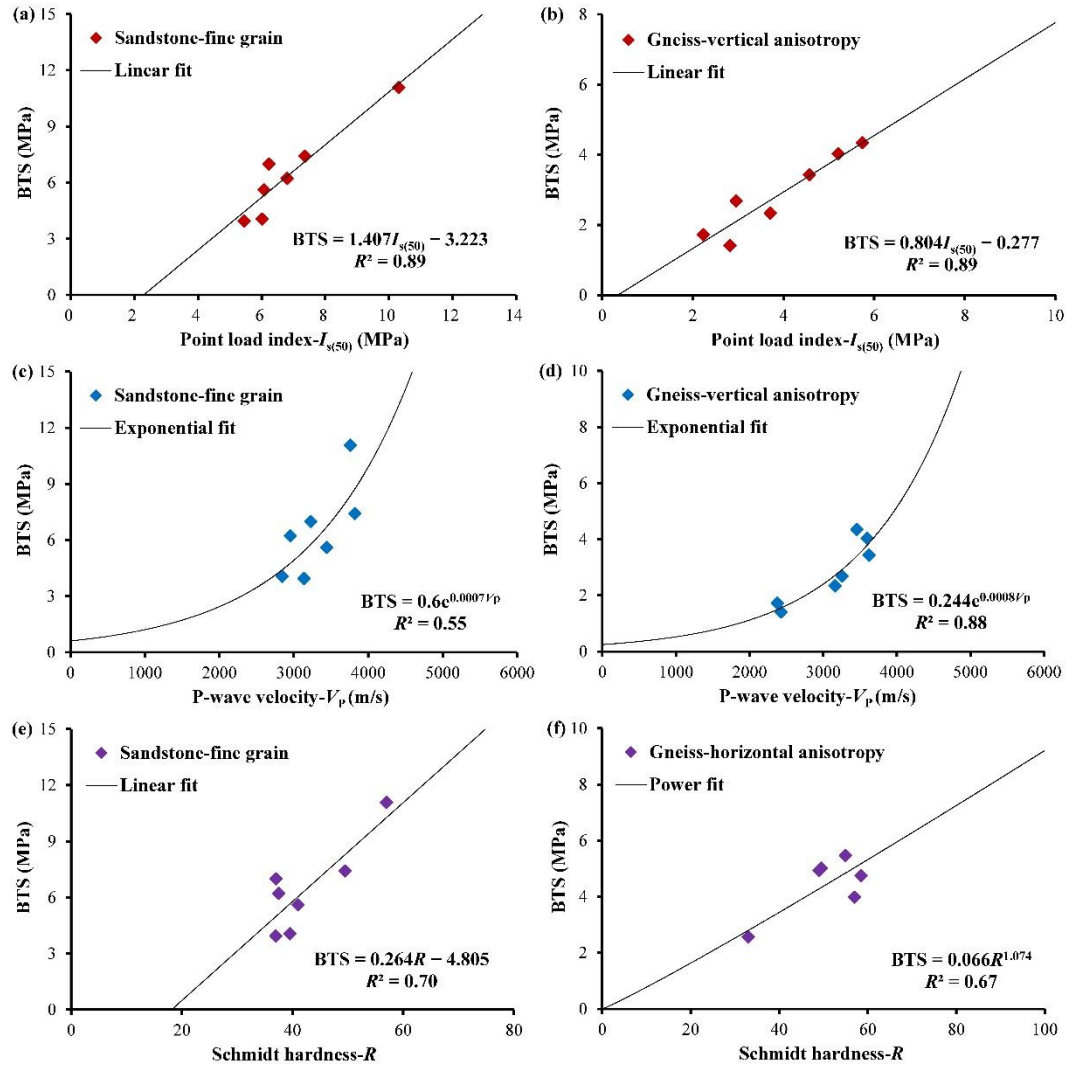 (a)
15
12
9
6
3
0
BTS (MPa)
Sandstone-fine grain
Linear fit
BTS = 1.407Is(50) − 3.223
R² = 0.89
0 2 4 6 8 10 12 14
Point load index-Is(50) (MPa)
(b)
8
6
4
2
0
BTS (MPa)
Gneiss-vertical anisotropy
Linear fit
BTS = 0.804Is(50) − 0.277
R² = 0.89
0 2 4 6 8 10
Point load index-Is(50) (MPa)
(c)
15
12
9
6
3
0
BTS (MPa)
Sandstone-fine grain
Exponential fit
BTS = 0.6e0.0007Vp
R² = 0.55
0 1000 2000 3000 4000 5000 6000
P-wave velocity-VP (m/s)
(d)
10
8
6
4
2
0
BTS (MPa)
Gneiss-vertical anisotropy
Exponential fit
BTS = 0.244e0.0008Vp
R² = 0.88
0 1000 2000 3000 4000 5000 6000
P-wave velocity-VP (m/s)
(e)
15
12
9
6
3
0
BTS (MPa)
Sandstone-fine grain
Linear fit
BTS = 0.264R − 4.805
R² = 0.70
0 20 40 60 80
Schmidt hardness-R
(f)
10
8
6
4
2
0
BTS (MPa)
Gneiss-horizontal anisotropy
Power fit
BTS = 0.066R1.074
R² = 0.67
0 20 40 60 80 100
Schmidt hardness-R